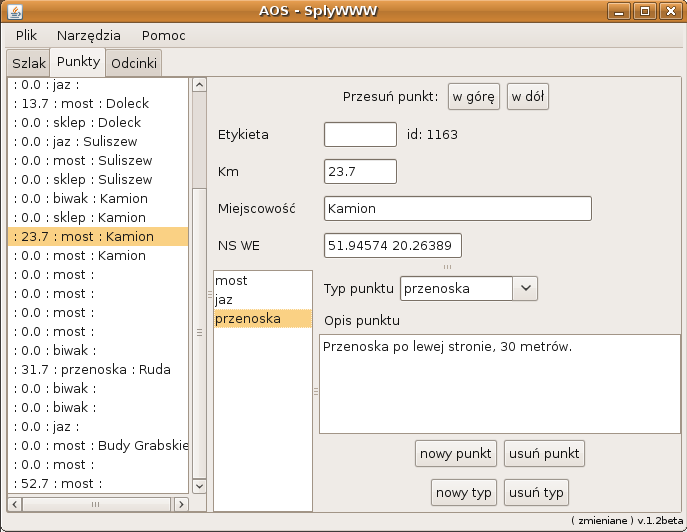 AOS - SplyWWW
Plik Narzędzia Pomoc
Szlak Punkty Odcinki
: 0.0 : jaz :
: 13.7 : most : Doleck
: 0.0 : sklep : Doleck
: 0.0 : jaz : Suliszew
: 0.0 : most : Suliszew
: 0.0 : sklep : Suliszew
: 0.0 : biwak : Kamion
: 0.0 : sklep : Kamion
: 23.7 : most : Kamion
: 0.0 : most : Kamion
: 0.0 : most :
: 0.0 : most :
: 0.0 : most :
: 0.0 : most :
: 0.0 : biwak :
: 31.7 : przenoska : Ruda
: 0.0 : biwak :
: 0.0 : biwak :
: 0.0 : jaz :
: 0.0 : most : Budy Grabskie
: 0.0 : most :
: 52.7 : most :
Przesuń punkt: w górę w dół
Etykieta id: 1163
Km 23.7
Miejscowość Kamion
NS WE 51.94574 20.26389
most
jaz
przenoska
Typ punktu przenoska
Opis punktu
Przenoska po lewej stronie, 30 metrów.
nowy punkt usuń punkt
nowy typ usuń typ
( zmieniane ) v.1.2beta